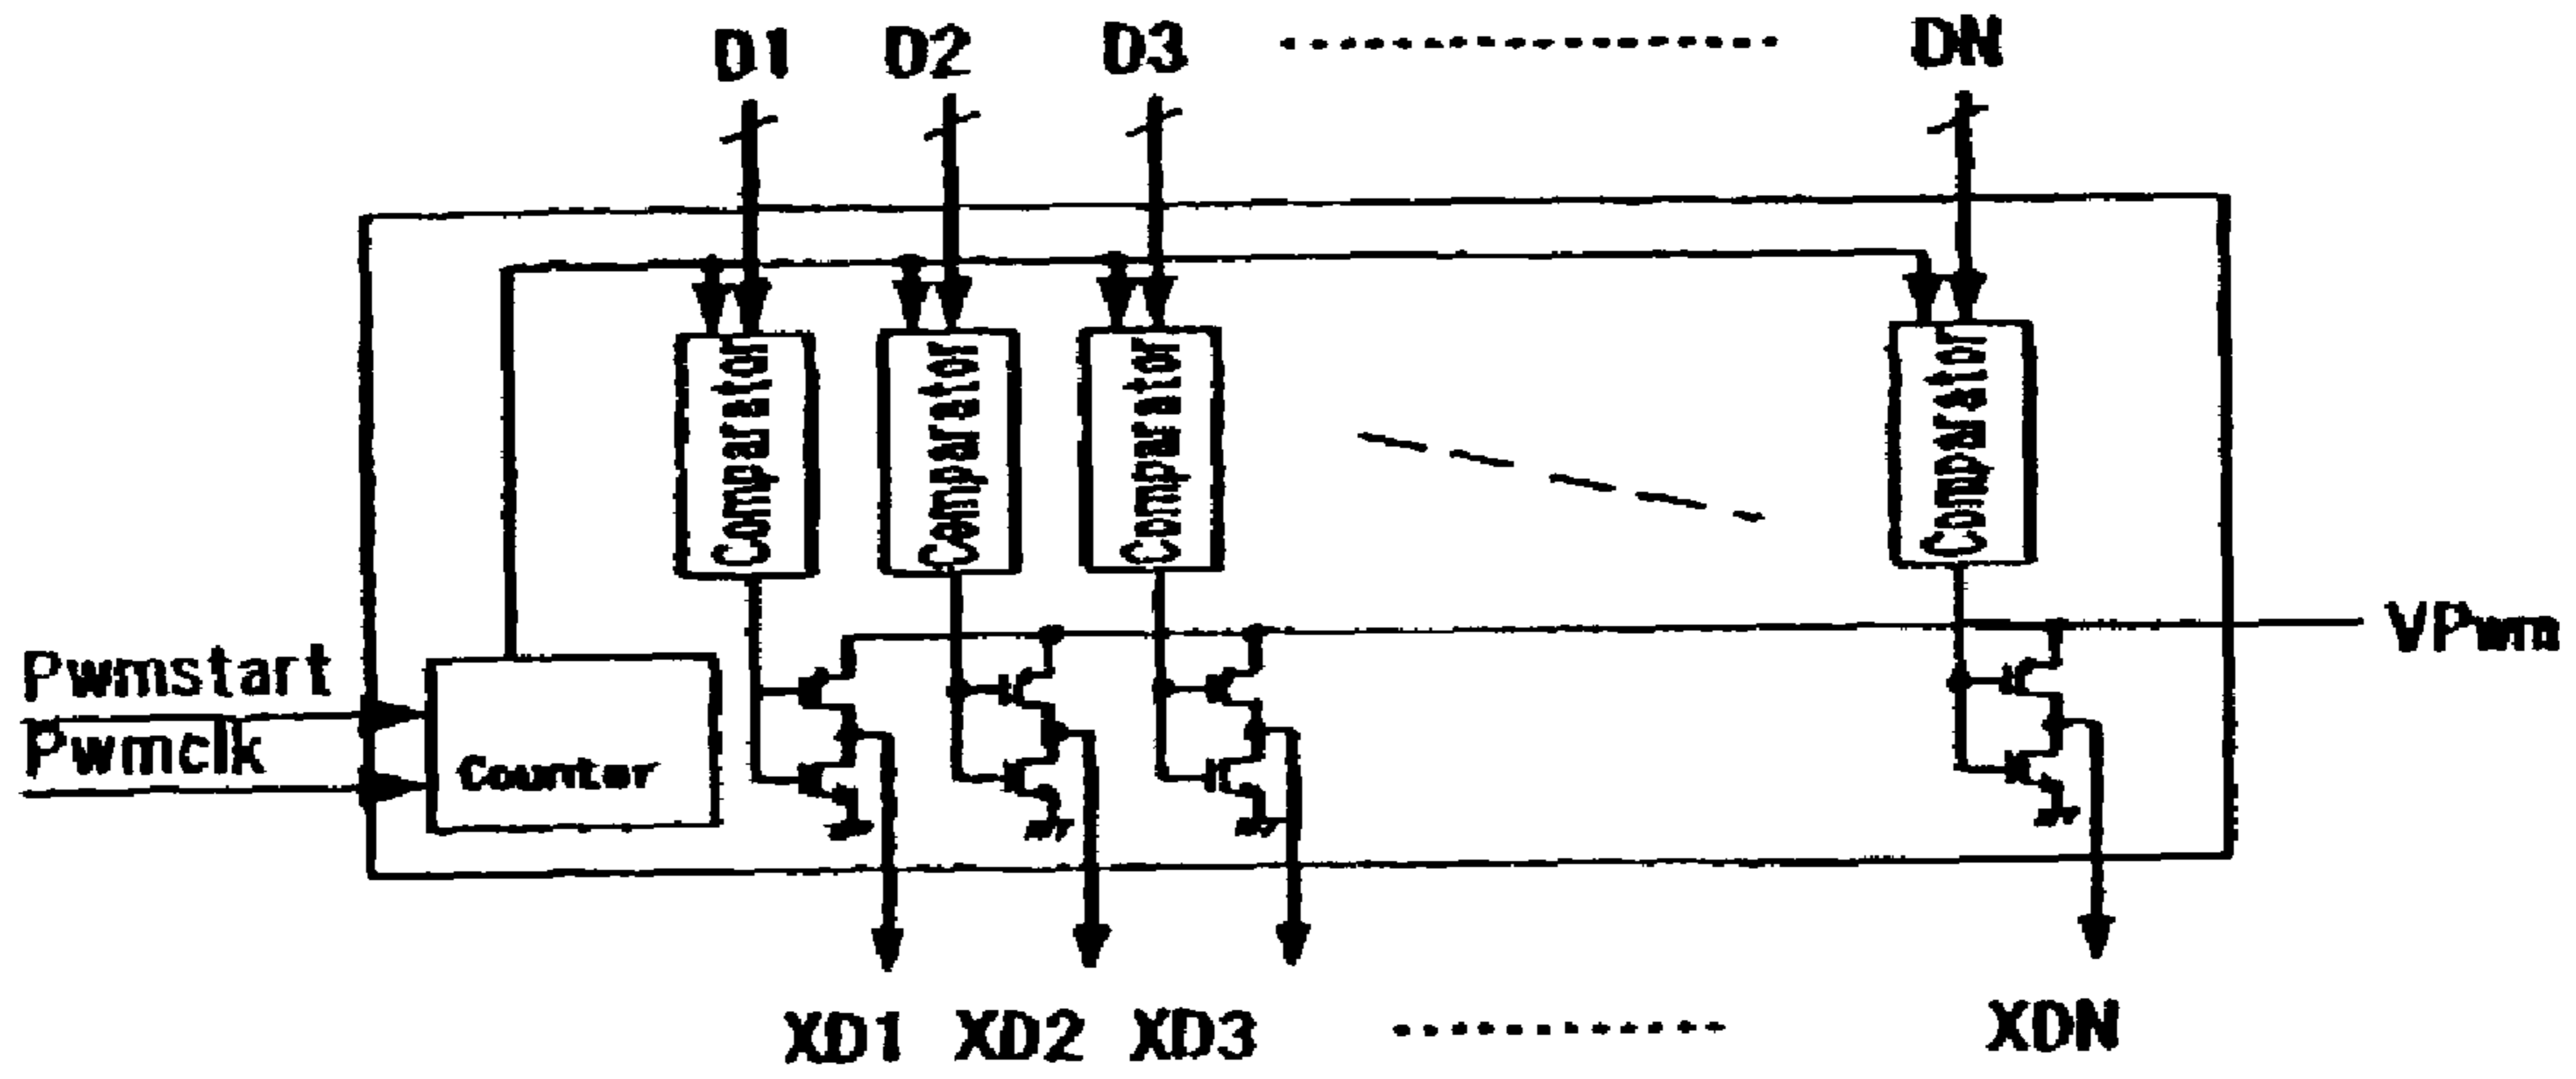 D1 D2 D3 DN
Comparator Comparator Comparator Comparator
VPwm
Pwmstart
Pwmclk
Counter
XD1 XD2 XD3 XDN